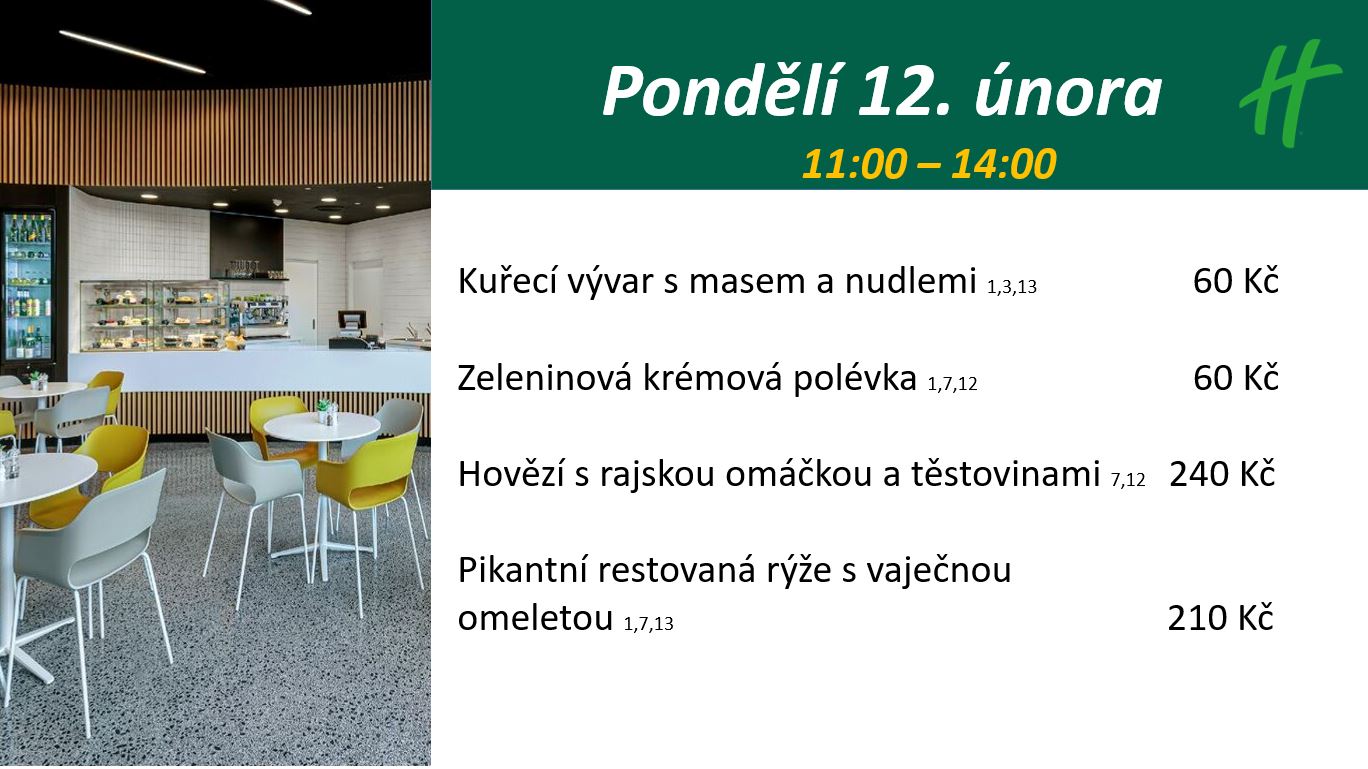 Pondělí 12. února
11:00 – 14:00
Kuřecí vývar s masem a nudlemi 1,3,13 60 Kč
Zeleninová krémová polévka 1,7,12 60 Kč
Hovězí s rajskou omáčkou a těstovinami 7,12 240 Kč
Pikantní restovaná rýže s vaječnou
omeletou 1,7,13 210 Kč